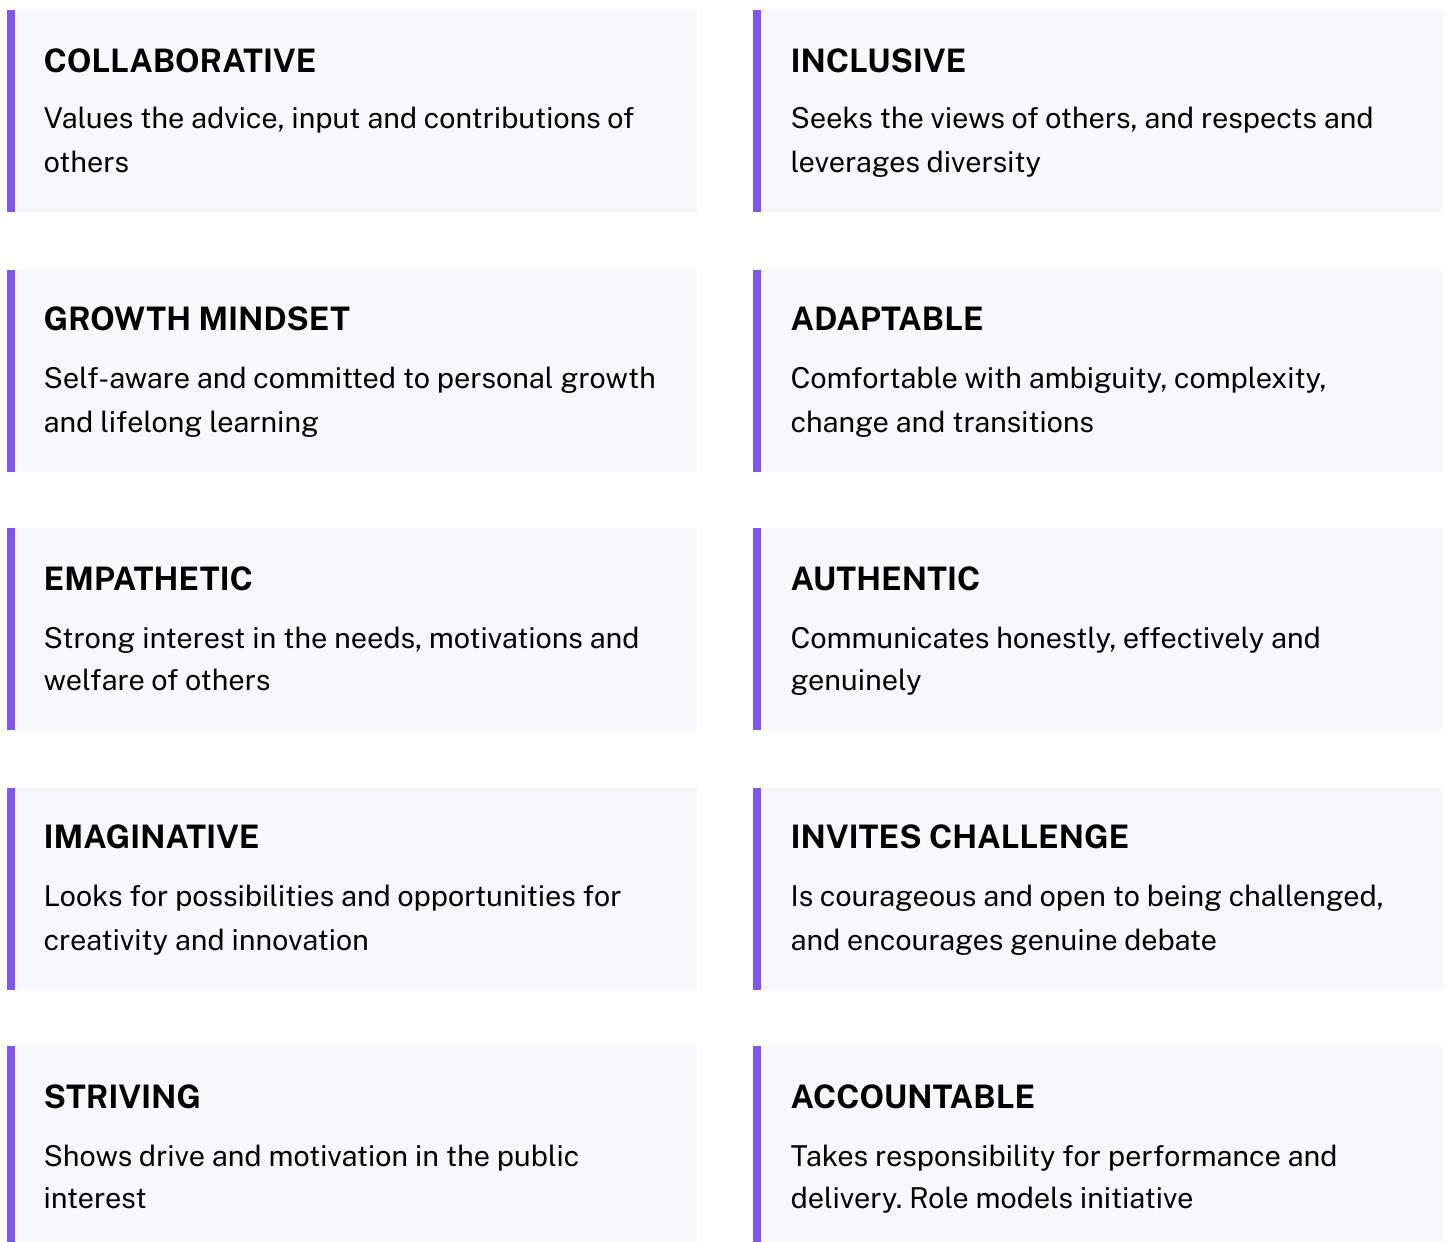 COLLABORATIVE
Values the advice, input and contributions of
others
INCLUSIVE
Seeks the views of others, and respects and
leverages diversity
GROWTH MINDSET
Self-aware and committed to personal growth
and lifelong learning
ADAPTABLE
Comfortable with ambiguity, complexity,
change and transitions
EMPATHETIC
Strong interest in the needs, motivations and
welfare of others
AUTHENTIC
Communicates honestly, effectively and
genuinely
IMAGINATIVE
Looks for possibilities and opportunities for
creativity and innovation
INVITES CHALLENGE
Is courageous and open to being challenged,
and encourages genuine debate
STRIVING
Shows drive and motivation in the public
interest
ACCOUNTABLE
Takes responsibility for performance and
delivery. Role models initiative